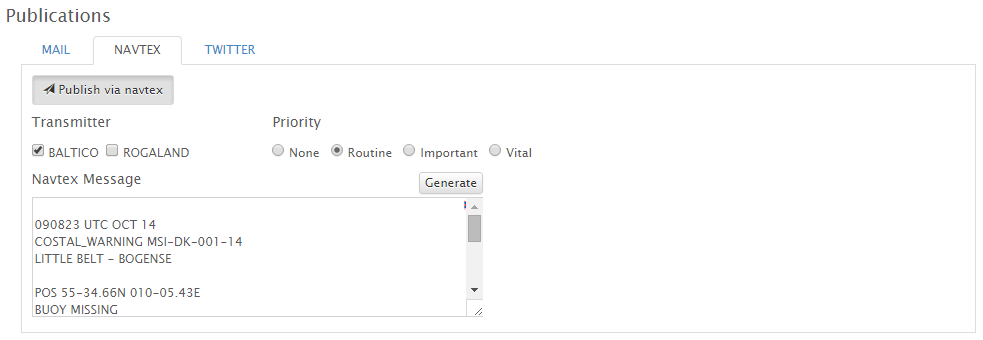 Publications
MAIL NAVTEX TWITTER
Publish via navtex
Transmitter Priority
BALTICO ROGALAND None Routine Important Vital
Navtex Message Generate
090823 UTC OCT 14
COSTAL_WARNING MSI-DK-001-14
LITTLE BELT - BOGENSE
POS 55-34.66N 010-05.43E
BUOY MISSING